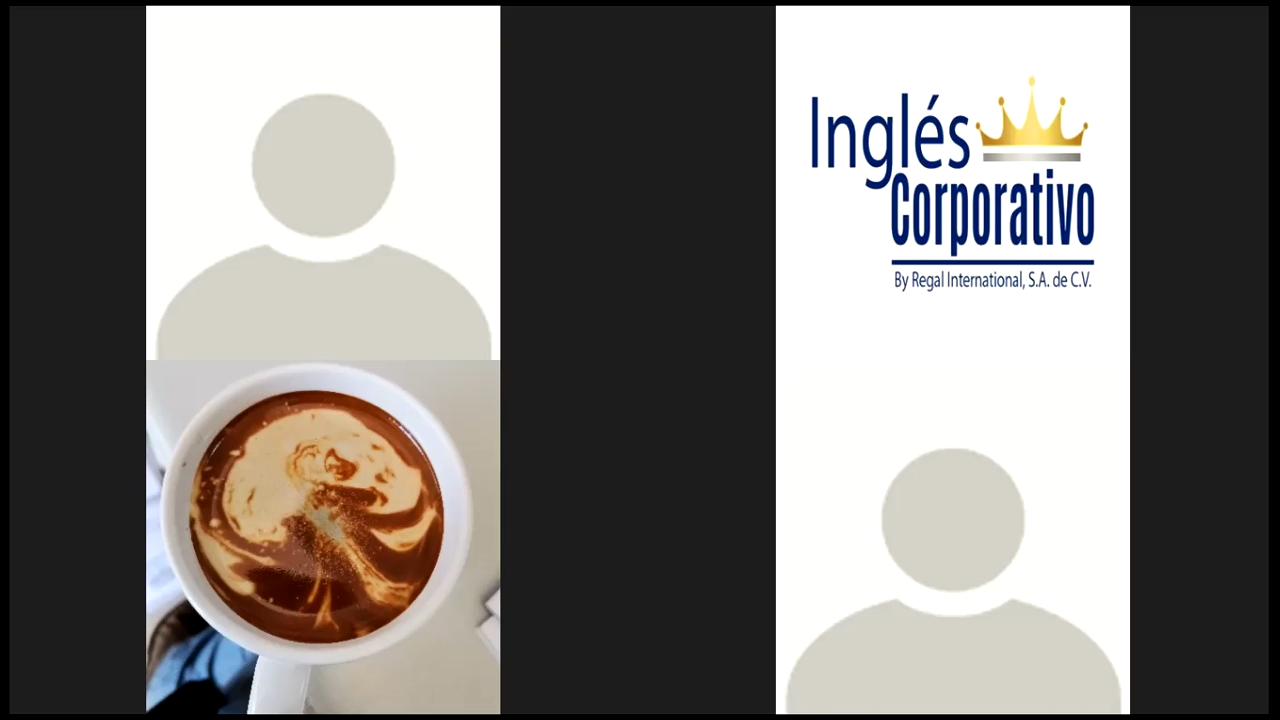 Inglés
Corporativo
By Regal International, S.A. de C.V.